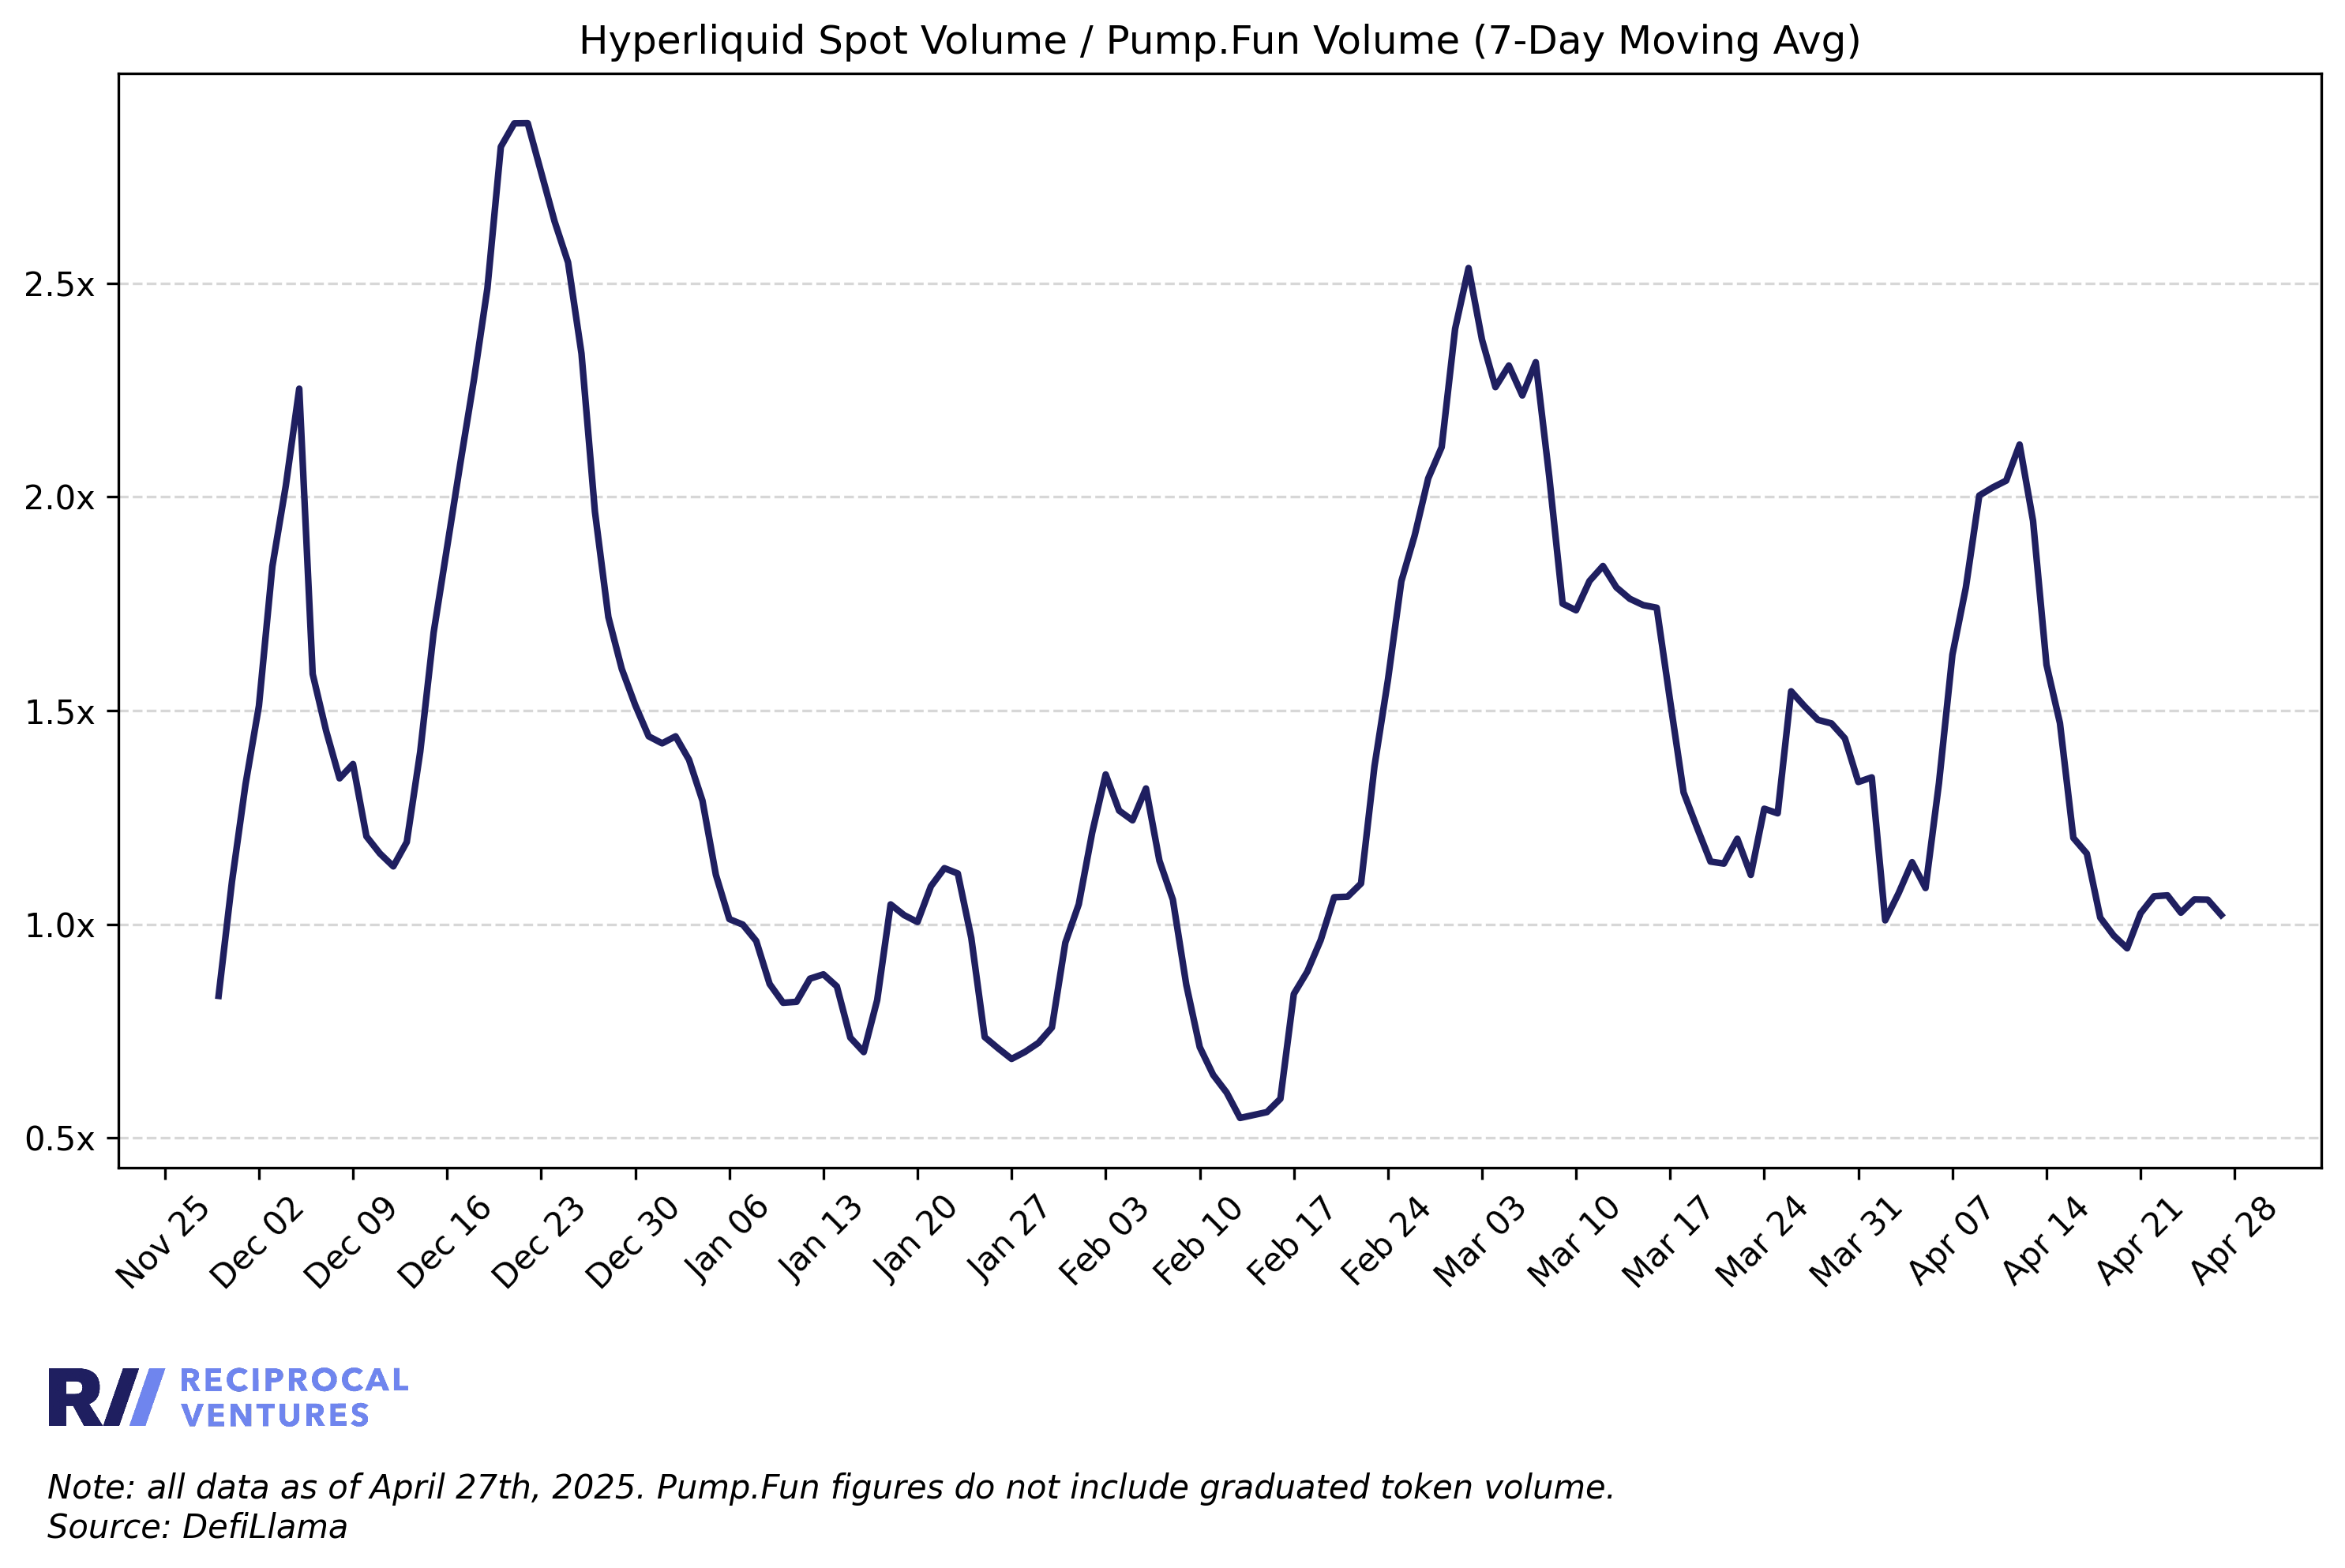 Hyperliquid Spot Volume / Pump.Fun Volume (7-Day Moving Avg)
2.5x
2.0x
1.5x
1.0x
0.5x
Nov 25
Dec 02
Dec 09
Dec 16
Dec 23
Dec 30
Jan 06
Jan 13
Jan 20
Jan 27
Feb 03
Feb 10
Feb 17
Feb 24
Mar 03
Mar 10
Mar 17
Mar 24
Mar 31
Apr 07
Apr 14
Apr 21
Apr 28
R// RECIPROCAL
VENTURES
Note: all data as of April 27th, 2025. Pump.Fun figures do not include graduated token volume.
Source: DefiLlama